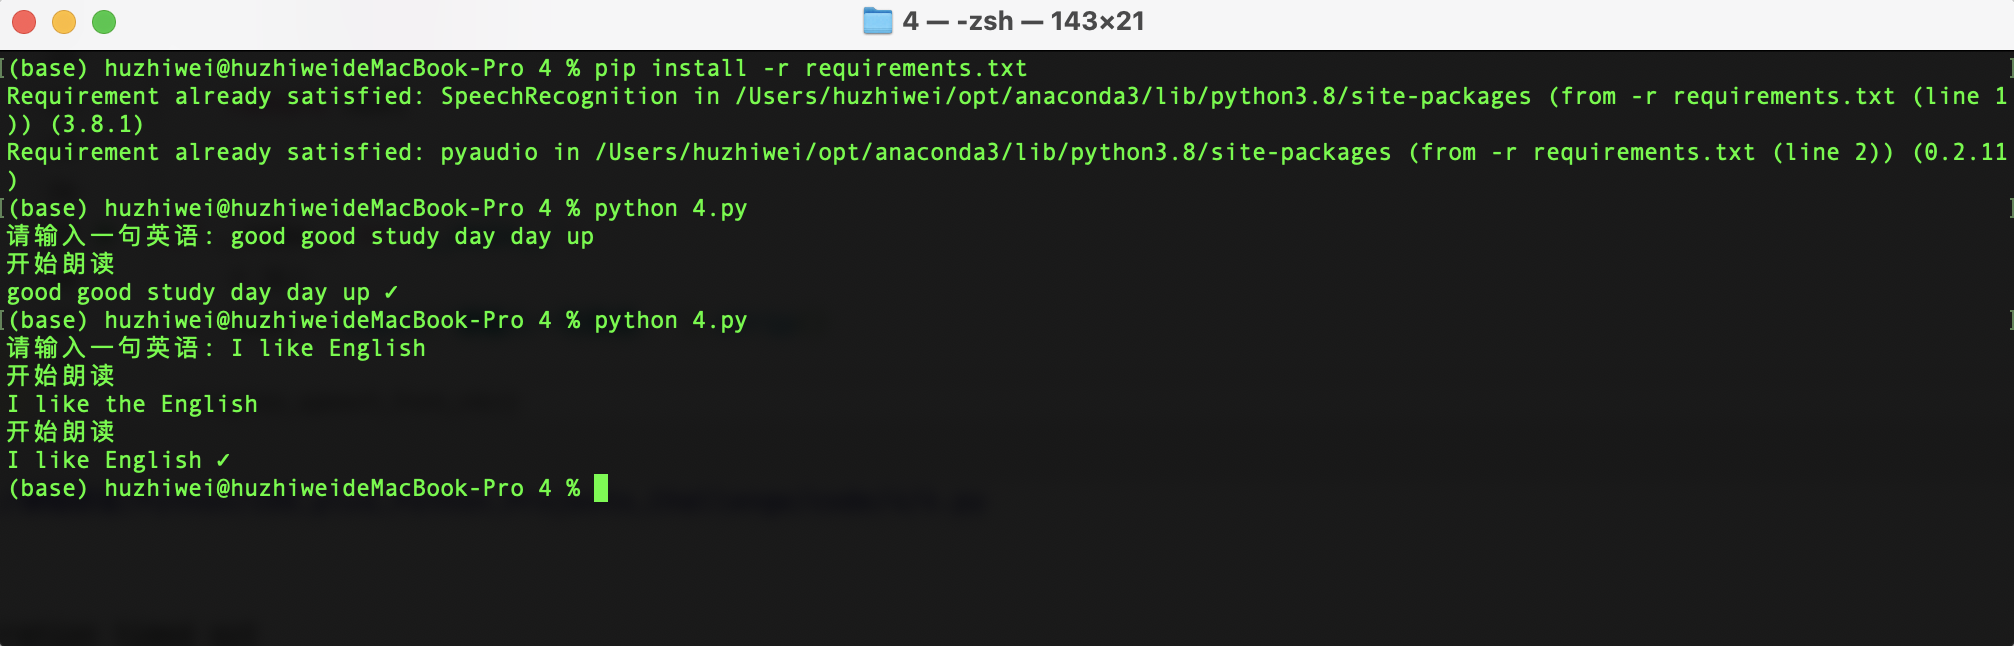 4 — -zsh — 143×21
(base) huzhiwei@huzhiweideMacBook-Pro 4 % pip install -r requirements.txt
Requirement already satisfied: SpeechRecognition in /Users/huzhiwei/opt/anaconda3/lib/python3.8/site-packages (from -r requirements.txt (line 1
)) (3.8.1)
Requirement already satisfied: pyaudio in /Users/huzhiwei/opt/anaconda3/lib/python3.8/site-packages (from -r requirements.txt (line 2)) (0.2.11
)
(base) huzhiwei@huzhiweideMacBook-Pro 4 % python 4.py
请输入一句英语: good good study day day up
开始朗读
good good study day day up ✓
(base) huzhiwei@huzhiweideMacBook-Pro 4 % python 4.py
请输入一句英语: I like English
开始朗读
I like the English
开始朗读
I like English ✓
(base) huzhiwei@huzhiweideMacBook-Pro 4 %